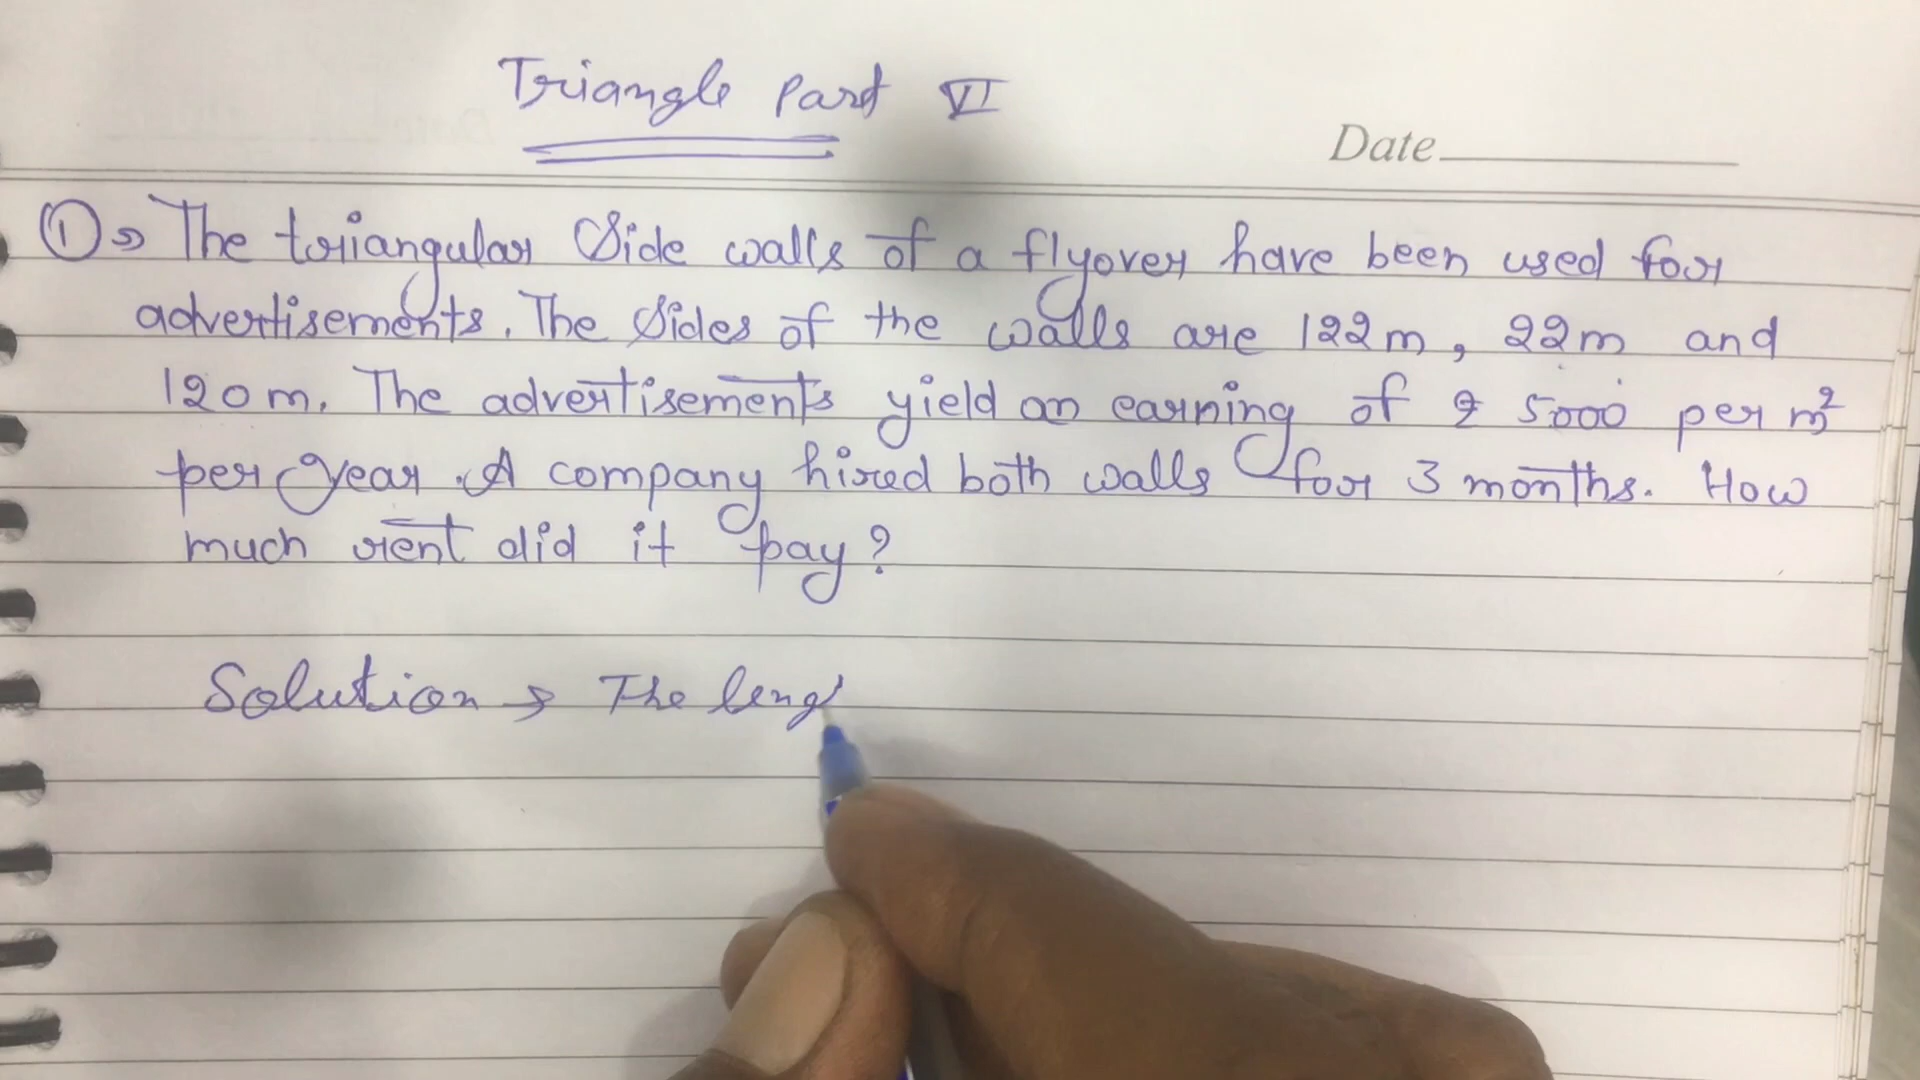 Triangle Part VI
Date
① → The triangular Side walls of a flyover have been used for
advertisements. The Sides of the walls are 122m, 22m and
120m. The advertisements yield an earning of ₹ 5000 per m²
per year. A company hired both walls for 3 months. How
much rent did it pay?
Solution → The leng